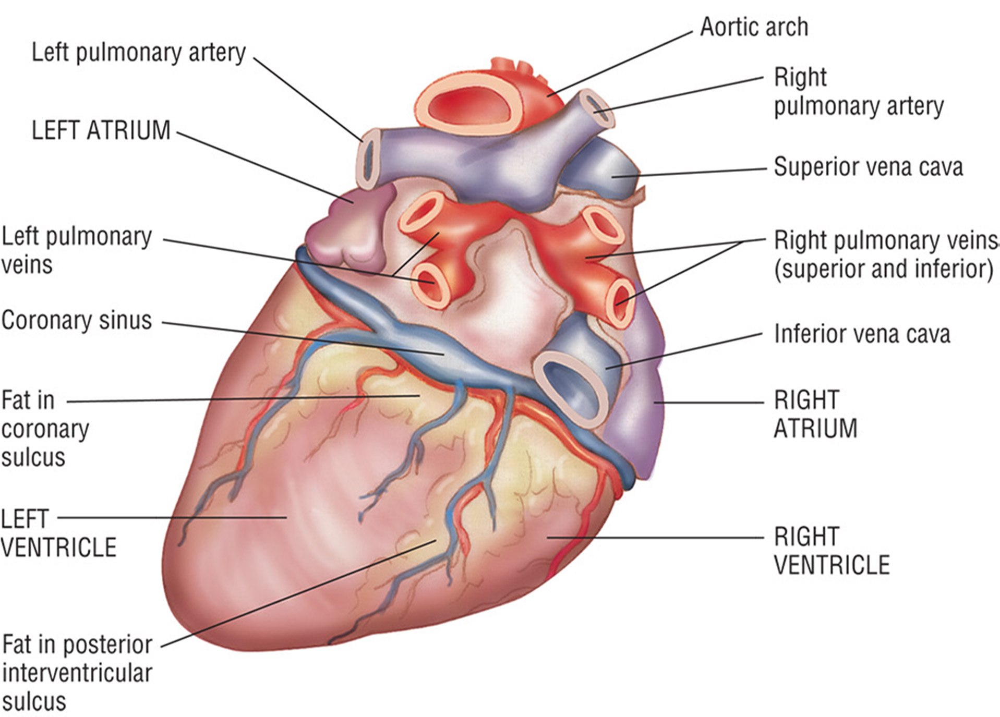 Left pulmonary artery
LEFT ATRIUM
Left pulmonary
veins
Coronary sinus
Fat in
coronary
sulcus
LEFT
VENTRICLE
Fat in posterior
interventricular
sulcus
Aortic arch
Right
pulmonary artery
Superior vena cava
Right pulmonary veins
(superior and inferior)
Inferior vena cava
RIGHT
ATRIUM
RIGHT
VENTRICLE